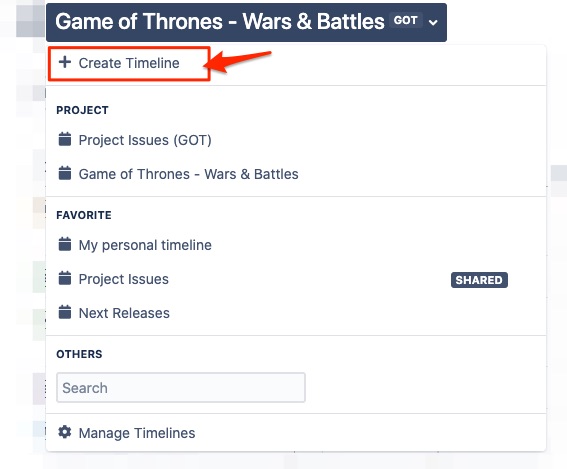 Game of Thrones - Wars & Battles GOT
Create Timeline
PROJECT
Project Issues (GOT)
Game of Thrones - Wars & Battles
FAVORITE
My personal timeline
Project Issues SHARED
Next Releases
OTHERS
Search
Manage Timelines